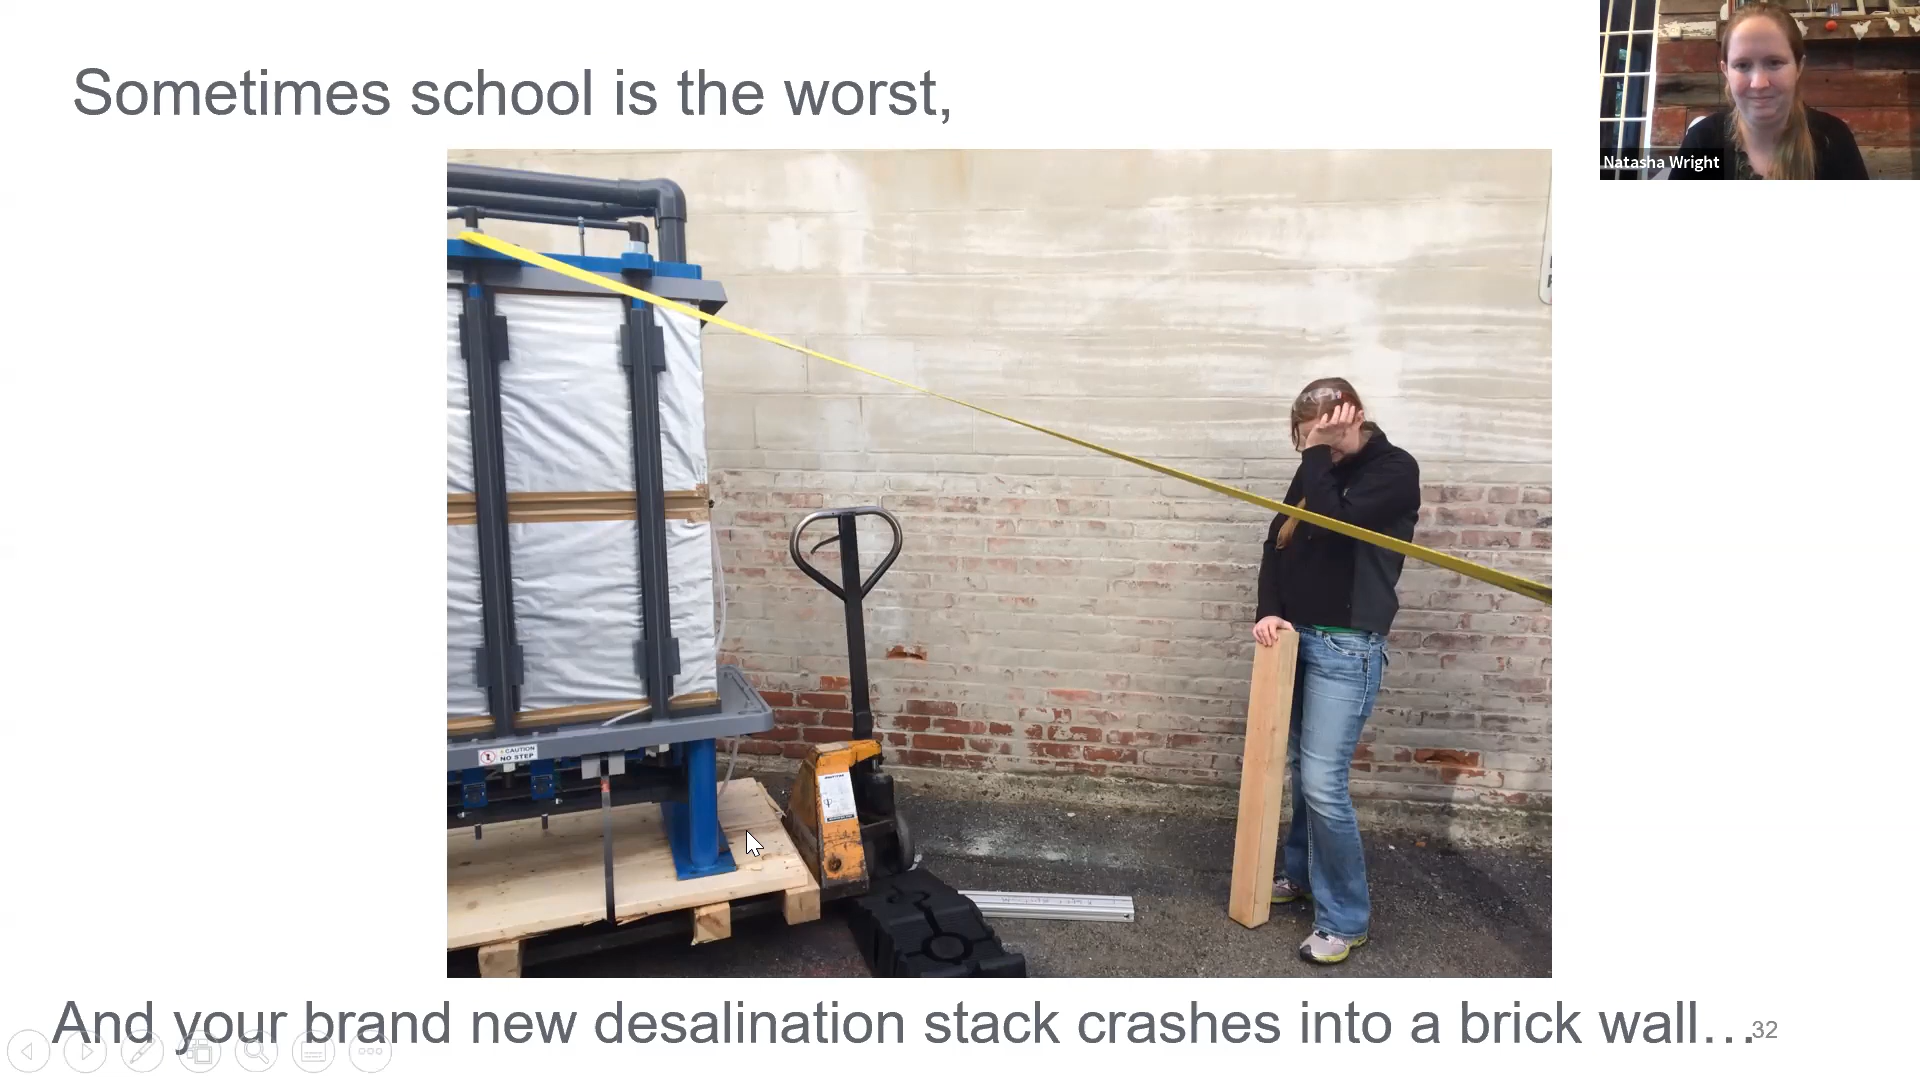 Sometimes school is the worst,
Natasha Wright
CAUTION
NO STEP
And your brand new desalination stack crashes into a brick wall…
32